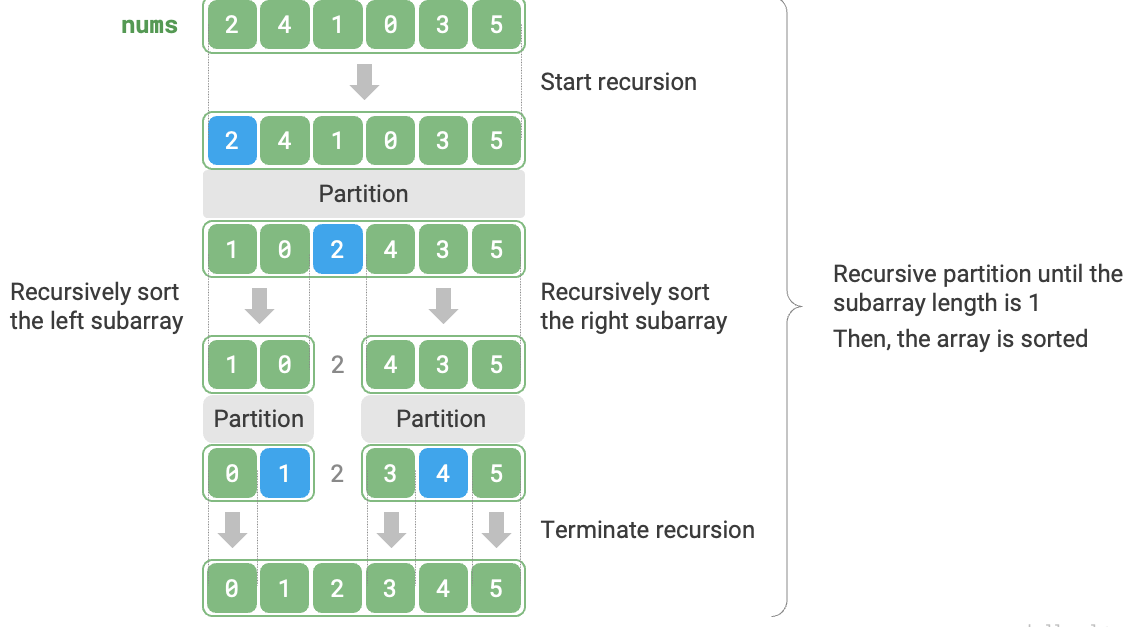 nums 2 4 1 0 3 5
Start recursion
2 4 1 0 3 5
Partition
1 0 2 4 3 5
Recursively sort
the left subarray
Recursively sort
the right subarray
Recursive partition until the
subarray length is 1
Then, the array is sorted
1 0 2 4 3 5
Partition Partition
0 1 2 3 4 5
Terminate recursion
0 1 2 3 4 5